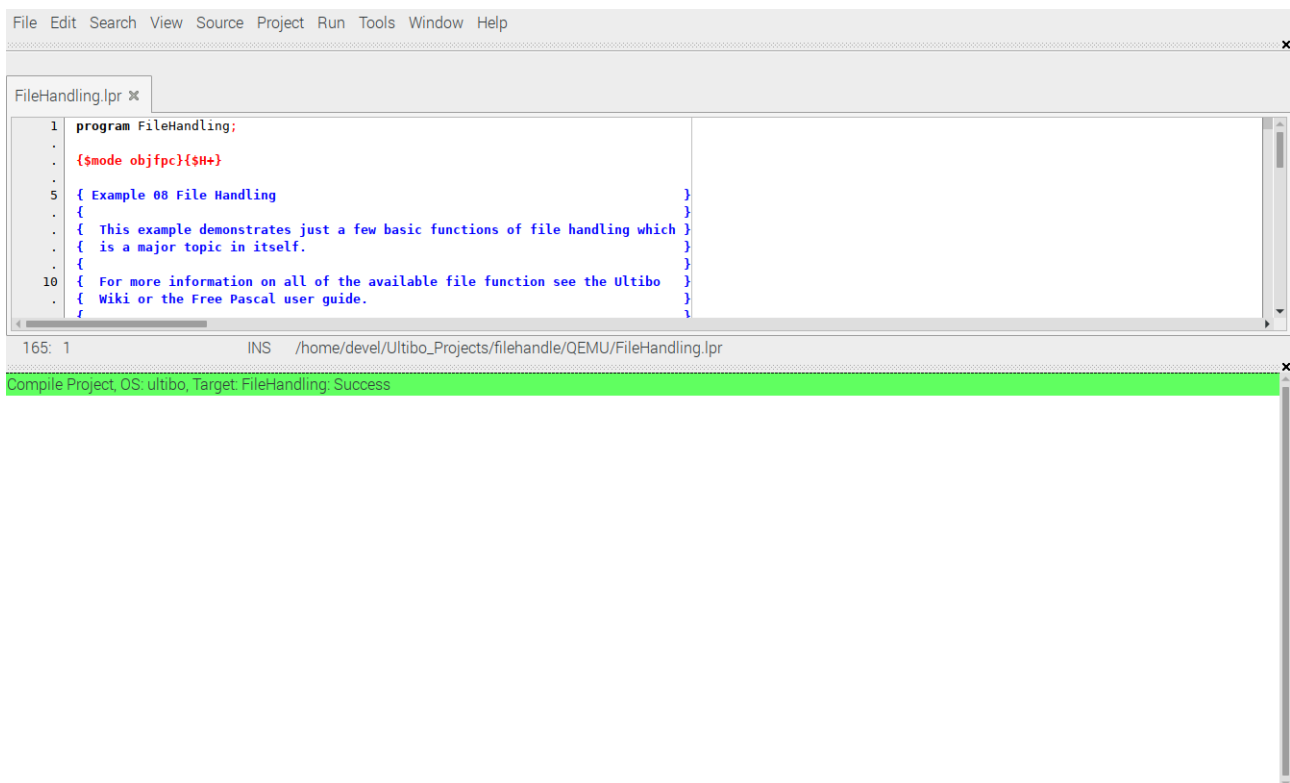 File Edit Search View Source Project Run Tools Window Help
FileHandling.lpr
1 program FileHandling;
.
. {$mode objfpc}{$H+}
.
5 { Example 08 File Handling }
. { }
. { This example demonstrates just a few basic functions of file handling which }
. { is a major topic in itself. }
. { }
10 { For more information on all of the available file function see the Ultibo }
. { Wiki or the Free Pascal user guide. }
{ }
165: 1 INS /home/devel/Ultibo_Projects/filehandle/QEMU/FileHandling.lpr
Compile Project, OS: ultibo, Target: FileHandling: Success